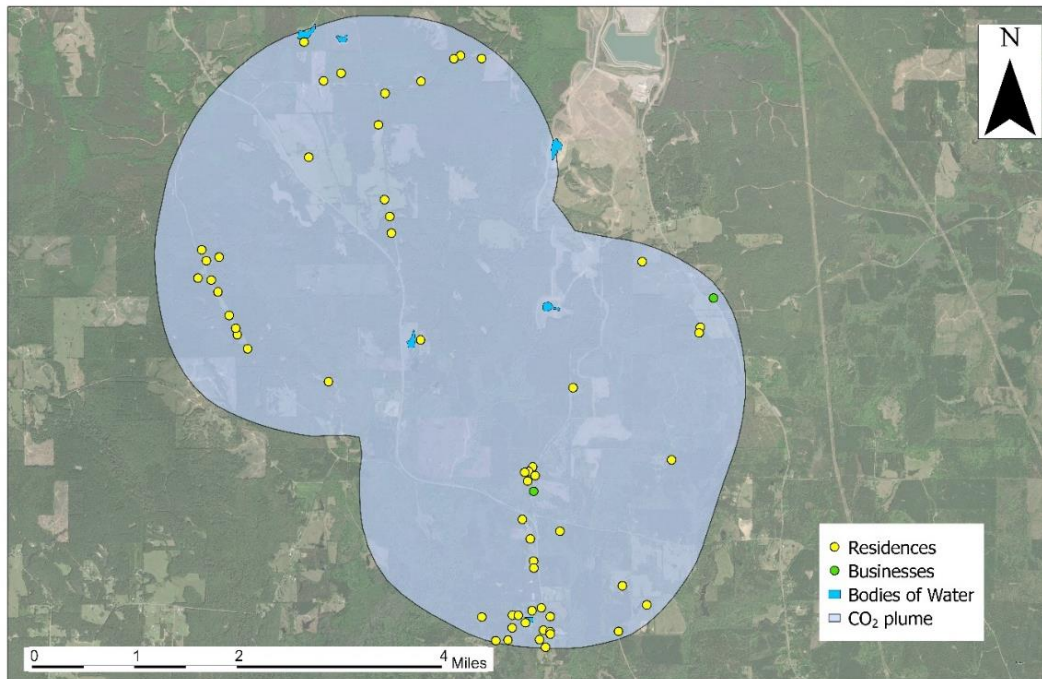 N
Residences
Businesses
Bodies of Water
CO₂ plume
0 1 2 4 Miles